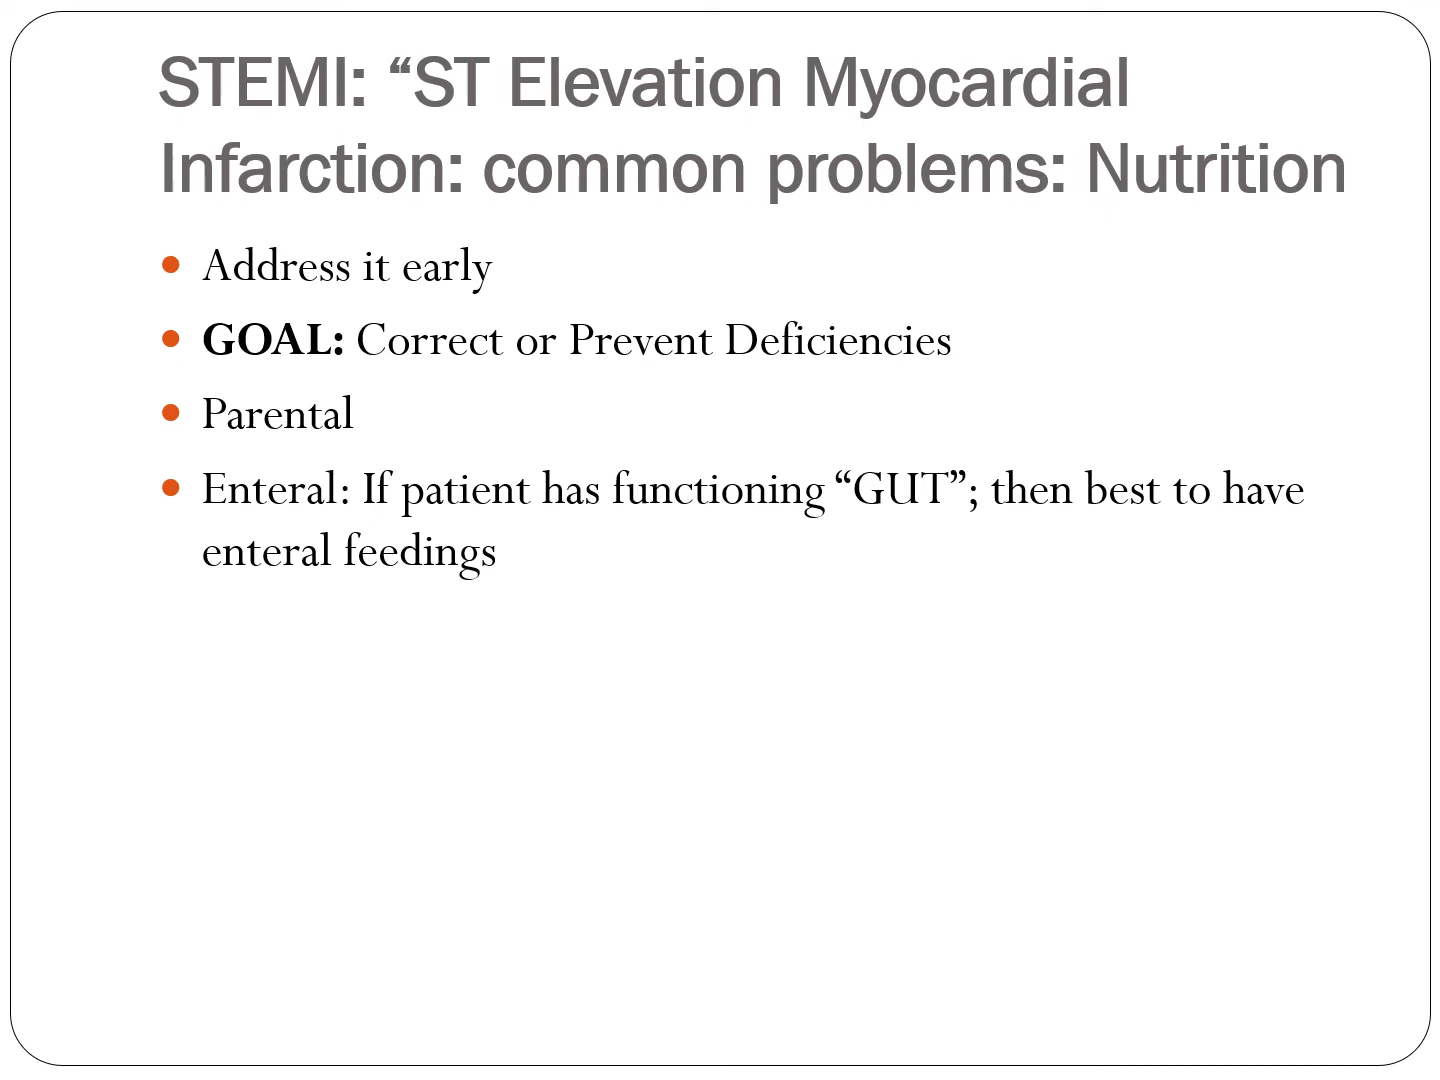 STEMI: “ST Elevation Myocardial
Infarction: common problems: Nutrition
• Address it early
• GOAL: Correct or Prevent Deficiencies
• Parental
• Enteral: If patient has functioning “GUT”; then best to have
enteral feedings